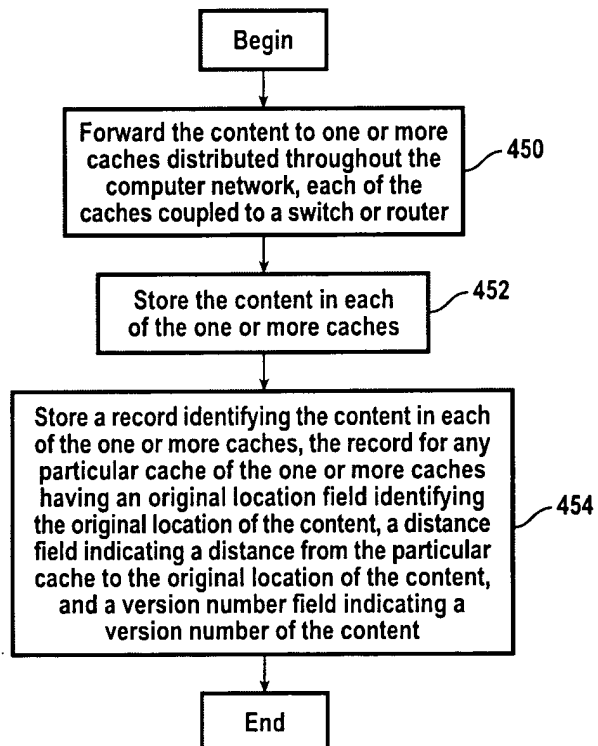 Begin
Forward the content to one or more
caches distributed throughout the
computer network, each of the
caches coupled to a switch or router
450
Store the content in each
of the one or more caches
452
Store a record identifying the content in each
of the one or more caches, the record for any
particular cache of the one or more caches
having an original location field identifying
the original location of the content, a distance
field indicating a distance from the particular
cache to the original location of the content,
and a version number field indicating a
version number of the content
454
End